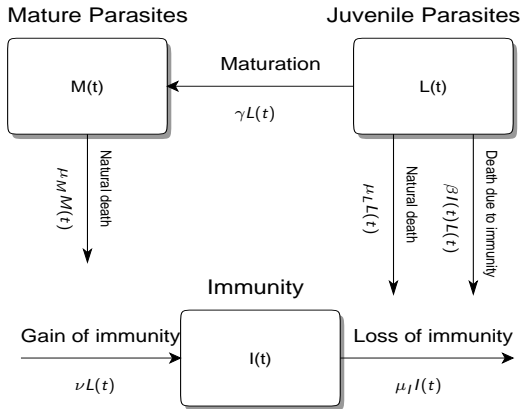 Mature Parasites
Juvenile Parasites
M(t)
Maturation
γL(t)
L(t)
Natural death
μ_M M(t)
μ_L L(t)
Natural death
βI(t)L(t)
Death due to immunity
Immunity
Gain of immunity
νL(t)
I(t)
Loss of immunity
μ_I I(t)